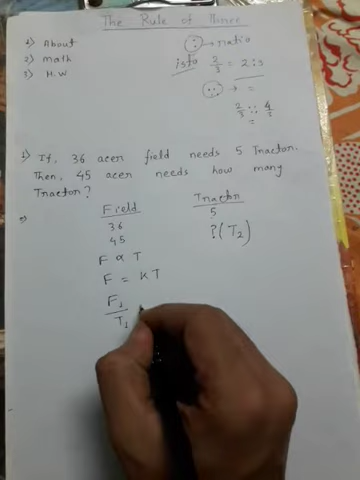 The Rule of Three
1) About
2) Math
3) H.W
(:) → ratio
is to 2/3 = 2:3
(::) → =
2/3 :: 4/6
=
1) If, 36 acer field needs 5 Tractor.
Then, 45 acer needs how many
Tractor?
Field Tractor
36 5
45 ?(T₂)
F ∝ T
F = KT
F₁/T₁